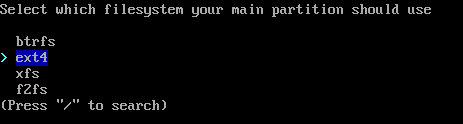 Select which filesystem your main partition should use
btrfs
> ext4
xfs
f2fs
(Press "/" to search)